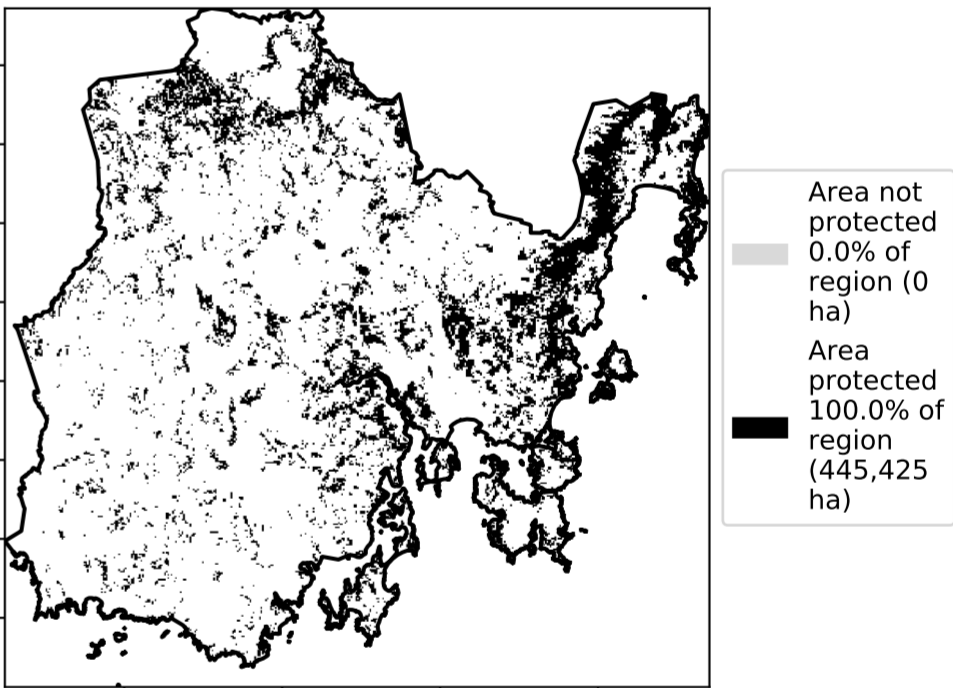 Area not
protected
0.0% of
region (0
ha)
Area
protected
100.0% of
region
(445,425
ha)